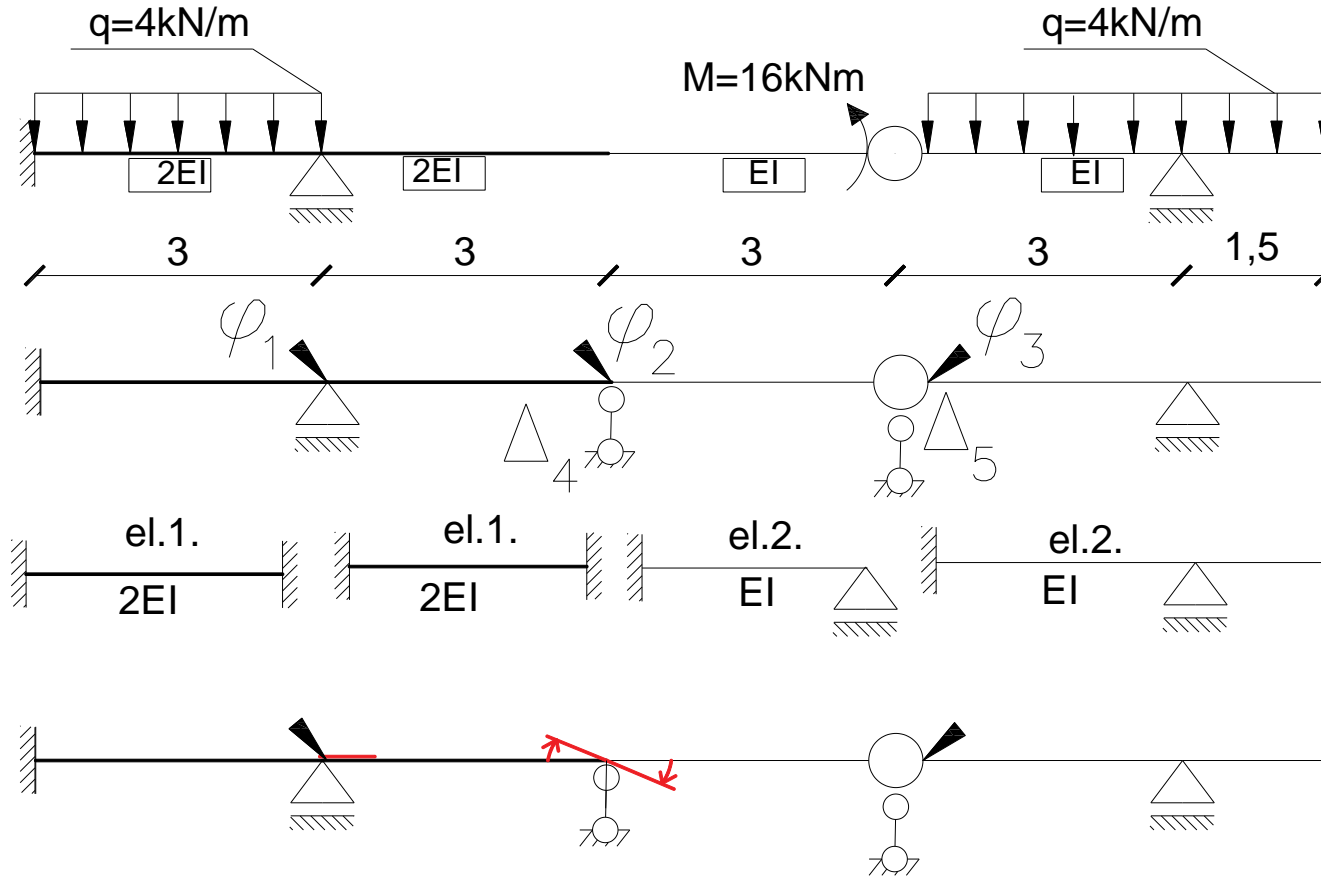 q=4kN/m q=4kN/m
M=16kNm
2EI 2EI EI EI
3 3 3 3 1,5
φ1 φ2 φ3
Δ4 Δ5
el.1. el.1. el.2. el.2.
2EI 2EI EI EI